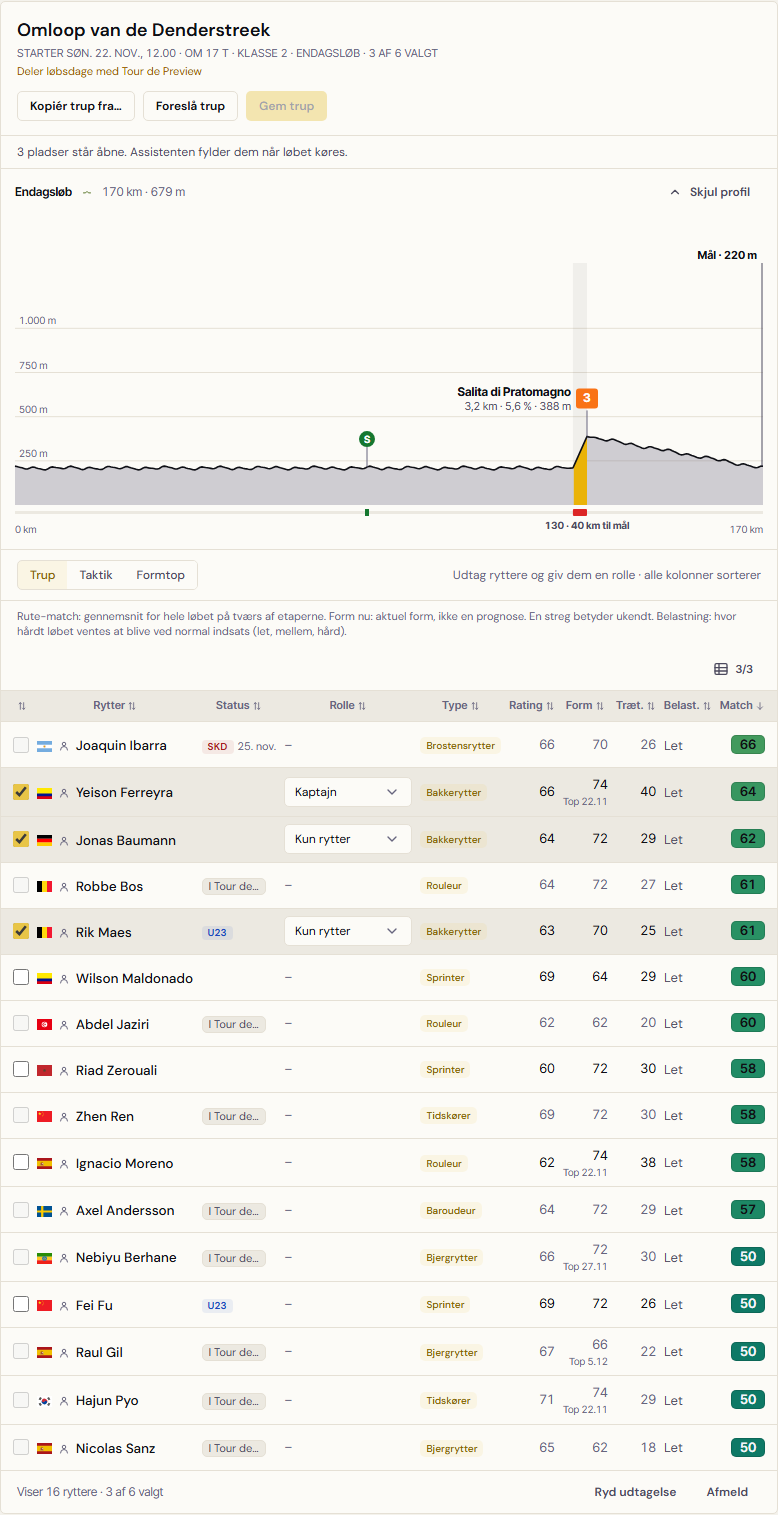 Omloop van de Denderstreek
STARTER SØN. 22. NOV., 12.00 · OM 17 T · KLASSE 2 · ENDAGSLØB · 3 AF 6 VALGT
Deler løbsdage med Tour de Preview
Kopiér trup fra… Foreslå trup Gem trup
3 pladser står åbne. Assistenten fylder dem når løbet køres.
Endagsløb 170 km · 679 m Skjul profil
Mål · 220 m
1.000 m
750 m
Salita di Pratomagno 3
3,2 km · 5,6 % · 388 m
500 m
S
250 m
0 km 130 · 40 km til mål 170 km
Trup Taktik Formtop Udtag ryttere og giv dem en rolle · alle kolonner sorterer
Rute-match: gennemsnit for hele løbet på tværs af etaperne. Form nu: aktuel form, ikke en prognose. En streg betyder ukendt. Belastning: hvor
hårdt løbet ventes at blive ved normal indsats (let, mellem, hård).
3/3
Rytter Status Rolle Type Rating Form Træt. Belast. Match
Joaquin Ibarra SKD 25. nov. – Brostensrytter 66 70 26 Let 66
Yeison Ferreyra Kaptajn Bakkerytter 66 74 Top 22.11 40 Let 64
Jonas Baumann Kun rytter Bakkerytter 64 72 29 Let 62
Robbe Bos I Tour de… – Rouleur 64 72 27 Let 61
Rik Maes U23 Kun rytter Bakkerytter 63 70 25 Let 61
Wilson Maldonado – Sprinter 69 64 29 Let 60
Abdel Jaziri I Tour de… – Rouleur 62 62 20 Let 60
Riad Zerouali – Sprinter 60 72 30 Let 58
Zhen Ren I Tour de… – Tidskører 69 72 30 Let 58
Ignacio Moreno – Rouleur 62 74 Top 22.11 38 Let 58
Axel Andersson I Tour de… – Baroudeur 64 72 29 Let 57
Nebiyu Berhane I Tour de… – Bjergrytter 66 72 Top 27.11 30 Let 50
Fei Fu U23 – Sprinter 69 72 26 Let 50
Raul Gil I Tour de… – Bjergrytter 67 66 Top 5.12 22 Let 50
Hajun Pyo I Tour de… – Tidskører 71 74 Top 22.11 29 Let 50
Nicolas Sanz I Tour de… – Bjergrytter 65 62 18 Let 50
Viser 16 ryttere · 3 af 6 valgt Ryd udtagelse Afmeld